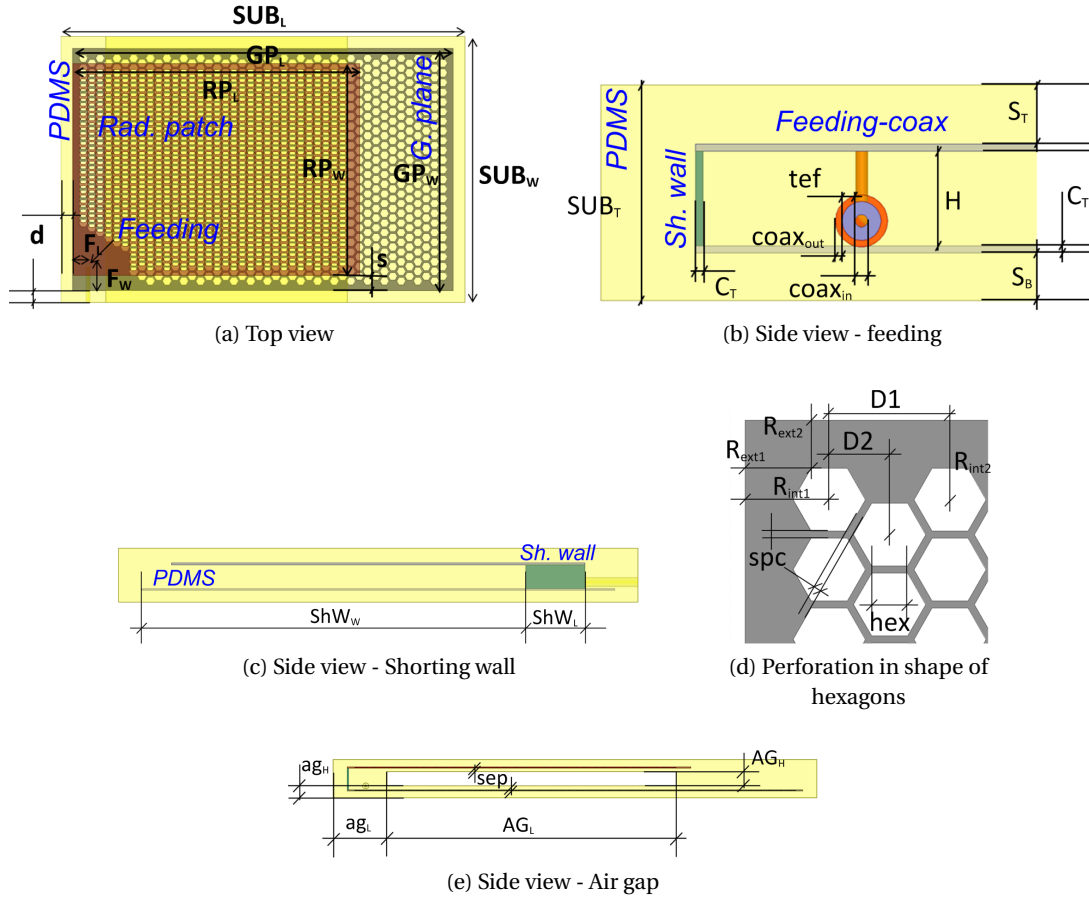 SUB_L
GP_L
RP_L
PDMS
Rad. patch
G. plane
RP_W
GP_W
SUB_W
d
F_L
Feeding
F_W
s
(a) Top view
PDMS
Feeding-coax
S_T
Sh. wall
tef
H
SUB_T
C_T
coax_out
C_T
coax_in
S_B
(b) Side view - feeding
Sh. wall
PDMS
ShW_W
ShW_L
(c) Side view - Shorting wall
D1
R_ext2
D2
R_ext1
R_int1
R_int2
spc
hex
(d) Perforation in shape of
hexagons
ag_H
AG_H
sep
ag_L
AG_L
(e) Side view - Air gap